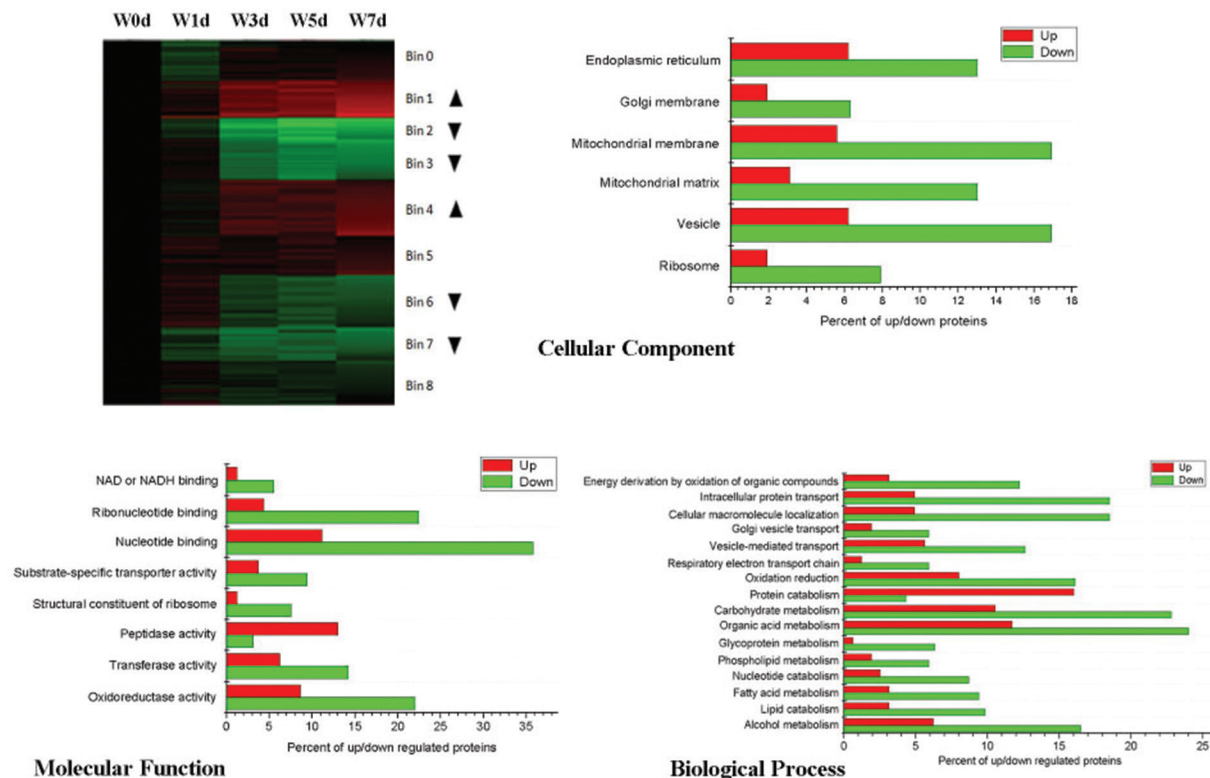 W0d W1d W3d W5d W7d
Bin 0
Bin 1
Bin 2
Bin 3
Bin 4
Bin 5
Bin 6
Bin 7
Bin 8
Up
Down
Endoplasmic reticulum
Golgi membrane
Mitochondrial membrane
Mitochondrial matrix
Vesicle
Ribosome
0 2 4 6 8 10 12 14 16 18
Percent of up/down proteins
Cellular Component
Up
Down
NAD or NADH binding
Ribonucleotide binding
Nucleotide binding
Substrate-specific transporter activity
Structural constituent of ribosome
Peptidase activity
Transferase activity
Oxidoreductase activity
0 5 10 15 20 25 30 35
Percent of up/down regulated proteins
Molecular Function
Up
Down
Energy derivation by oxidation of organic compounds
Intracellular protein transport
Cellular macromolecule localization
Golgi vesicle transport
Vesicle-mediated transport
Respiratory electron transport chain
Oxidation reduction
Protein catabolism
Carbohydrate metabolism
Organic acid metabolism
Glycoprotein metabolism
Phospholipid metabolism
Nucleotide catabolism
Fatty acid metabolism
Lipid catabolism
Alcohol metabolism
0 5 10 15 20 25
Percent of up/down regulated proteins
Biological Process